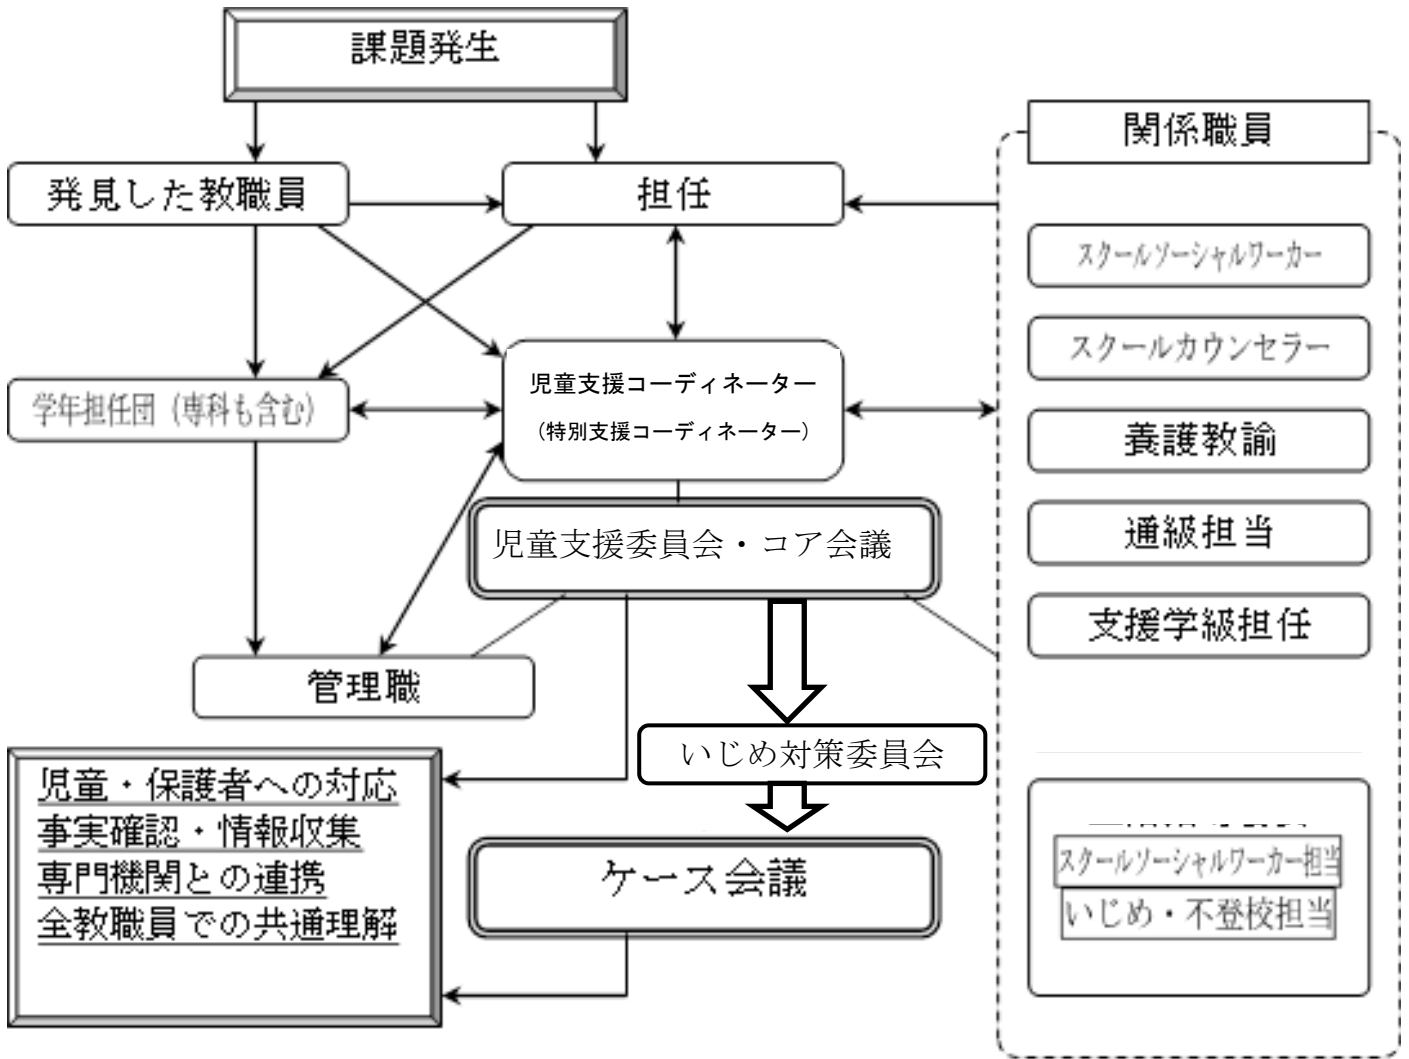 課題発生
関係職員
発見した教職員
担任
スクールソーシャルワーカー
スクールカウンセラー
児童支援コーディネーター
(特別支援コーディネーター)
学年担任団(専科も含む)
養護教諭
通級担当
児童支援委員会・コア会議
支援学級担任
管理職
いじめ対策委員会
児童・保護者への対応
事実確認・情報収集
専門機関との連携
全教職員での共通理解
ケース会議
スクールソーシャルワーカー担当
いじめ・不登校担当